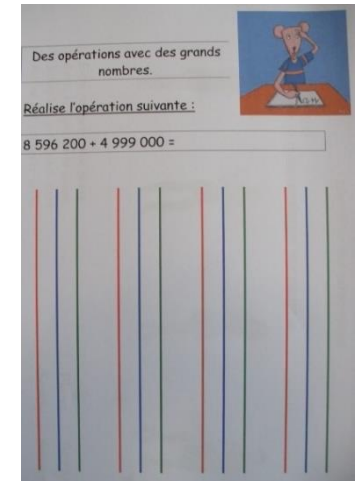 Des opérations avec des grands
nombres.
Réalise l'opération suivante :
8 596 200 + 4 999 000 =